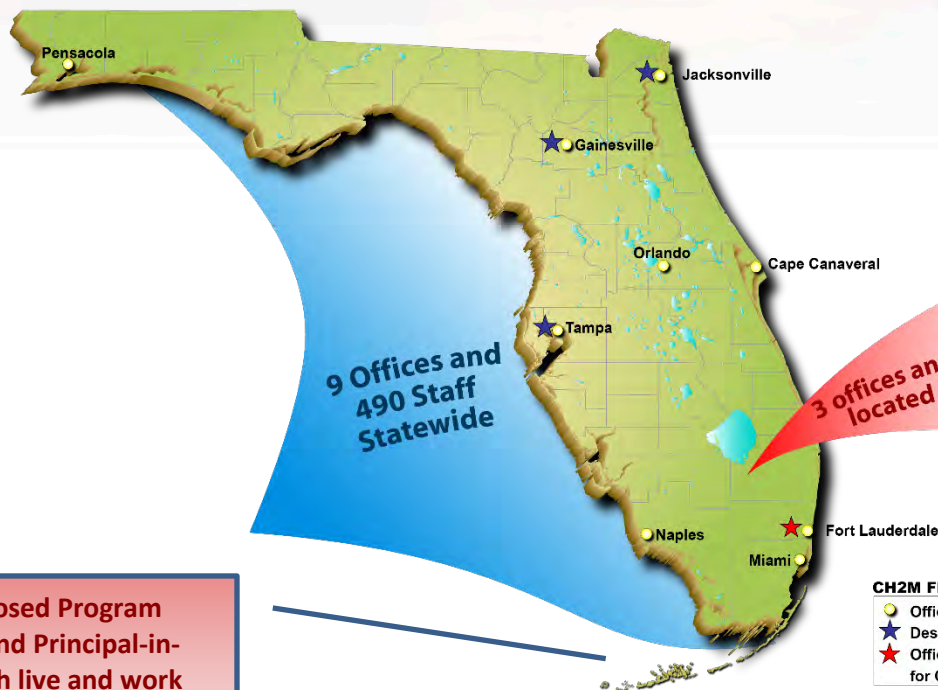 Pensacola
Jacksonville
Gainesville
Orlando
Cape Canaveral
Tampa
9 Offices and
490 Staff
Statewide
3 offices an
located
Naples
Fort Lauderdale
Miami
osed Program
nd Principal-in-
h live and work
CH2M F
Offic
Des
Offic
for